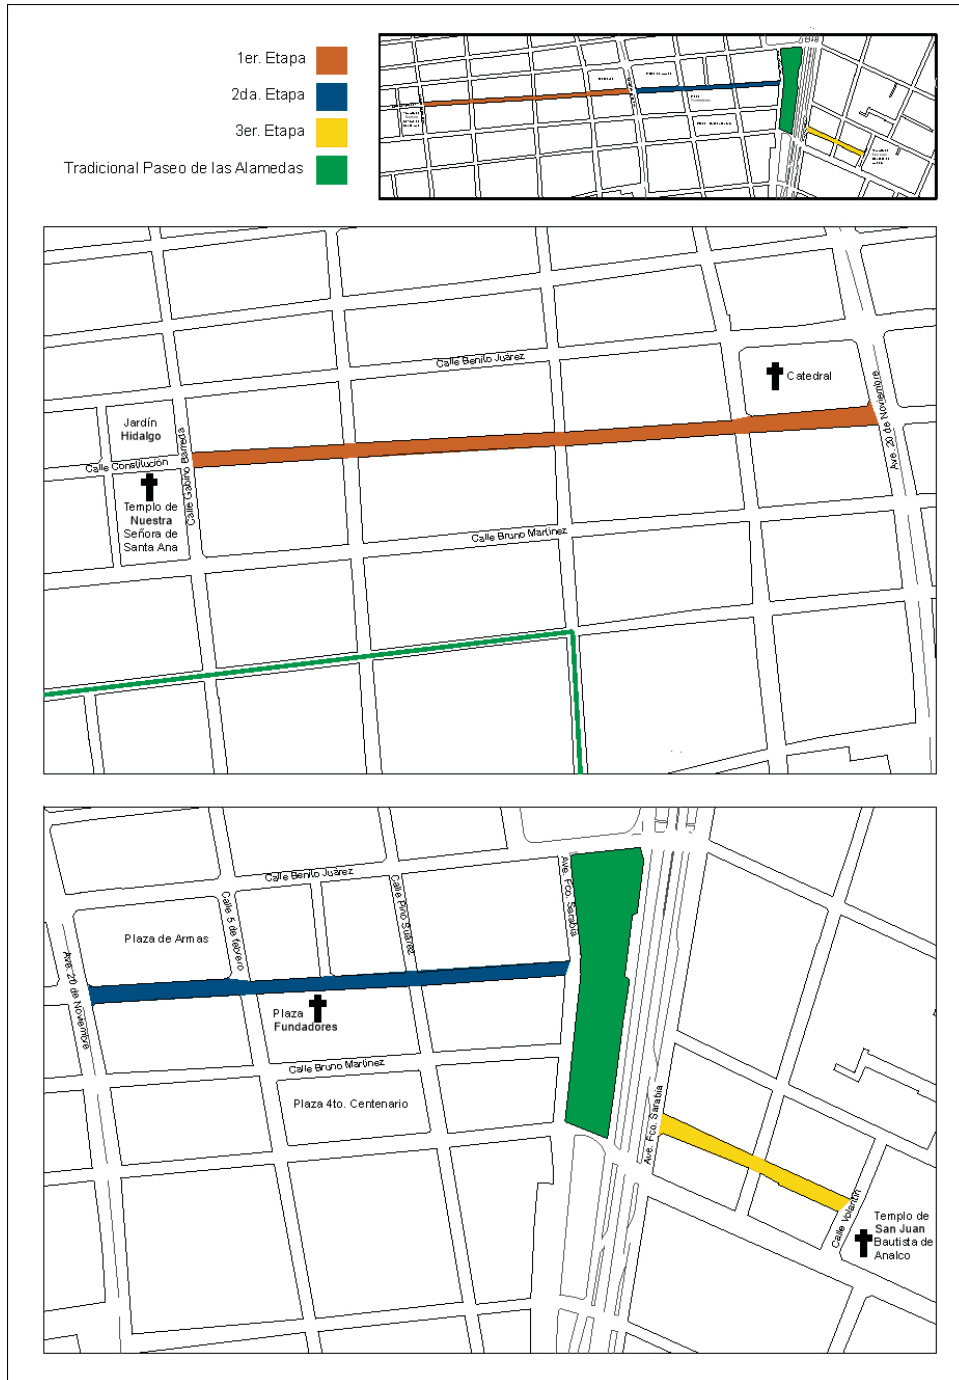 1er. Etapa
2da. Etapa
3er. Etapa
Tradicional Paseo de las Alamedas
Calle Benito Juárez
Catedral
Ave. 20 de Noviembre
Jardín
Hidalgo
Calle Constitución
Calle Gabino Barreda
Templo de
Nuestra
Señora de
Santa Ana
Calle Bruno Martínez
Calle Benito Juárez
Ave. Fco. Sarabia
Calle 5 de febrero
Calle Pino Suárez
Plaza de Armas
Ave. 20 de Noviembre
Plaza
Fundadores
Calle Bruno Martínez
Plaza 4to. Centenario
Ave. Fco. Sarabia
Calle Volantín
Templo de
San Juan
Bautista de
Analco